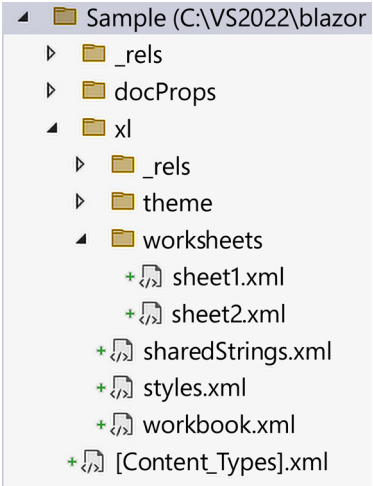 Sample (C:\VS2022\blazor
_rels
docProps
xl
_rels
theme
worksheets
sheet1.xml
sheet2.xml
sharedStrings.xml
styles.xml
workbook.xml
[Content_Types].xml